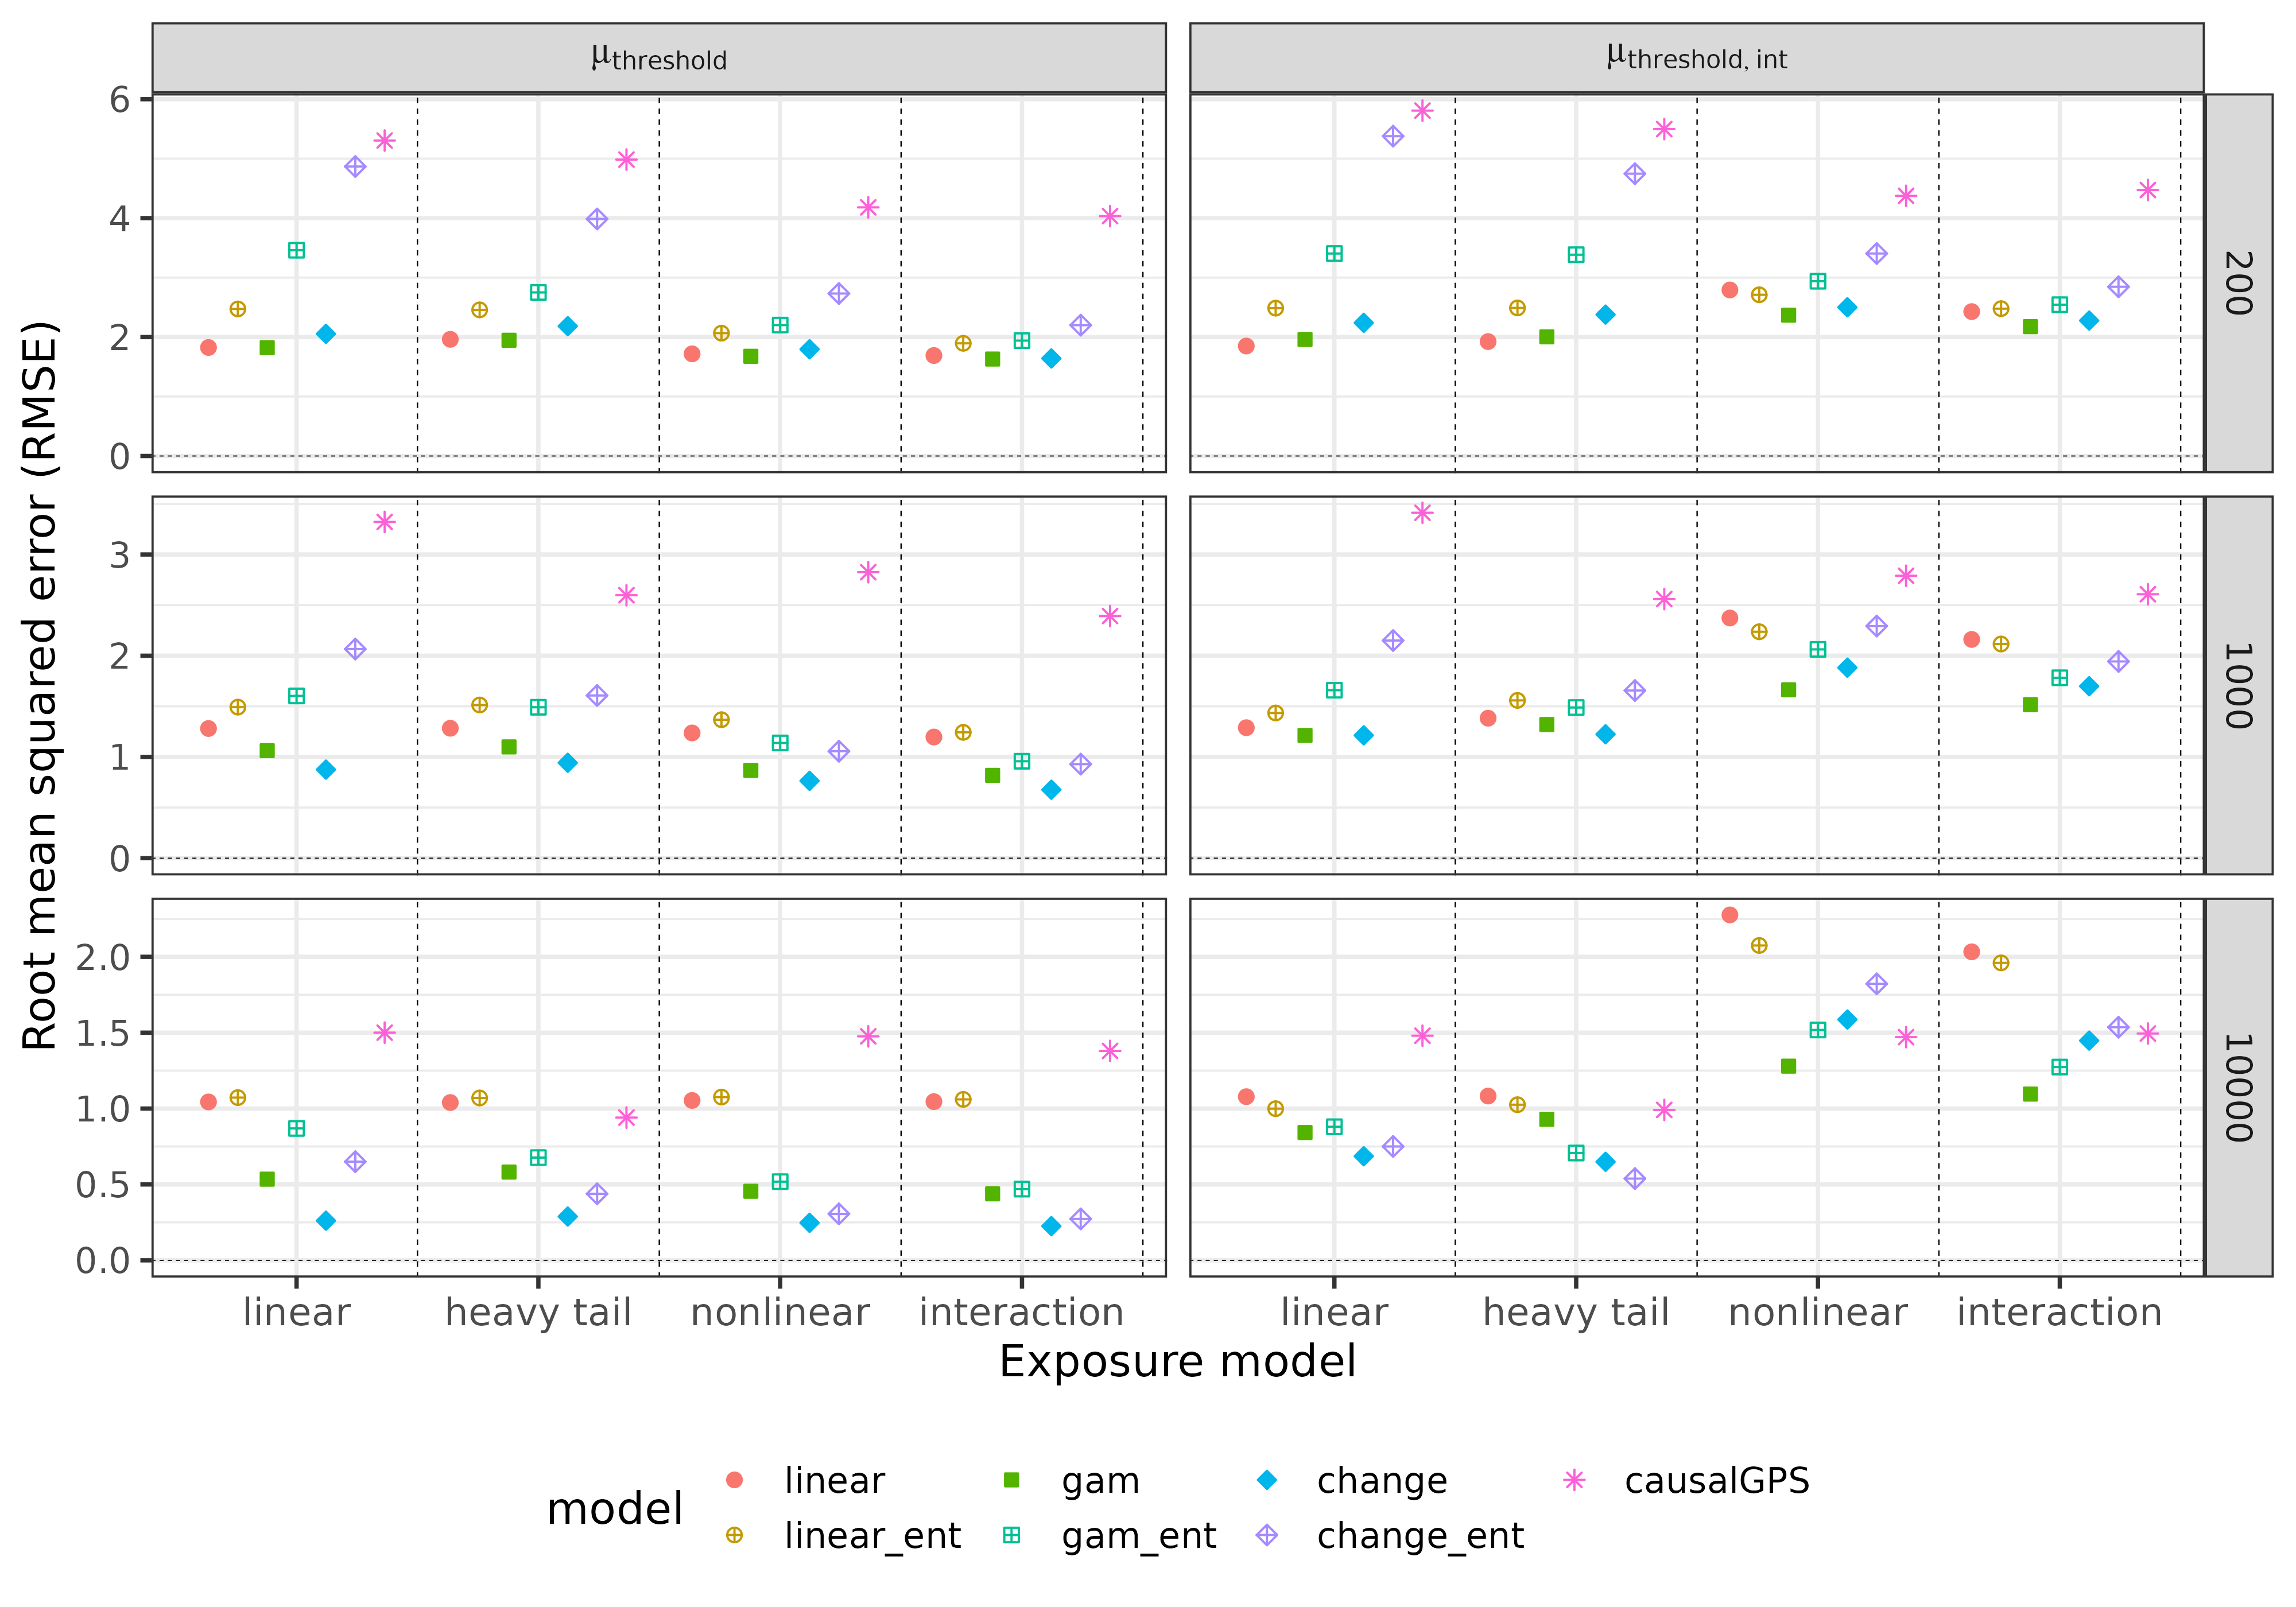 μthreshold
μthreshold, int
Root mean squared error (RMSE)
6
4
2
0
200
3
2
1
0
1000
2.0
1.5
1.0
0.5
0.0
10000
linear heavy tail nonlinear interaction
linear heavy tail nonlinear interaction
Exposure model
model
linear gam change causalGPS
linear_ent gam_ent change_ent